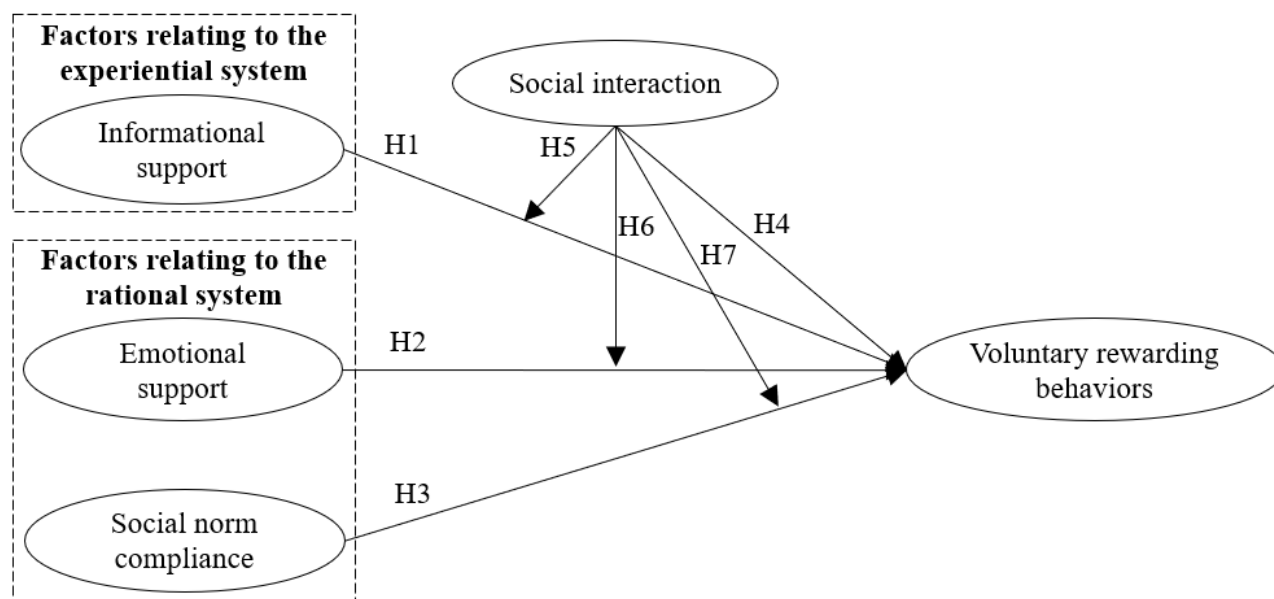 Factors relating to the
experiential system
Informational
support
Social interaction
H1
H5
H6
H7
H4
Factors relating to the
rational system
Emotional
support
H2
Voluntary rewarding
behaviors
H3
Social norm
compliance